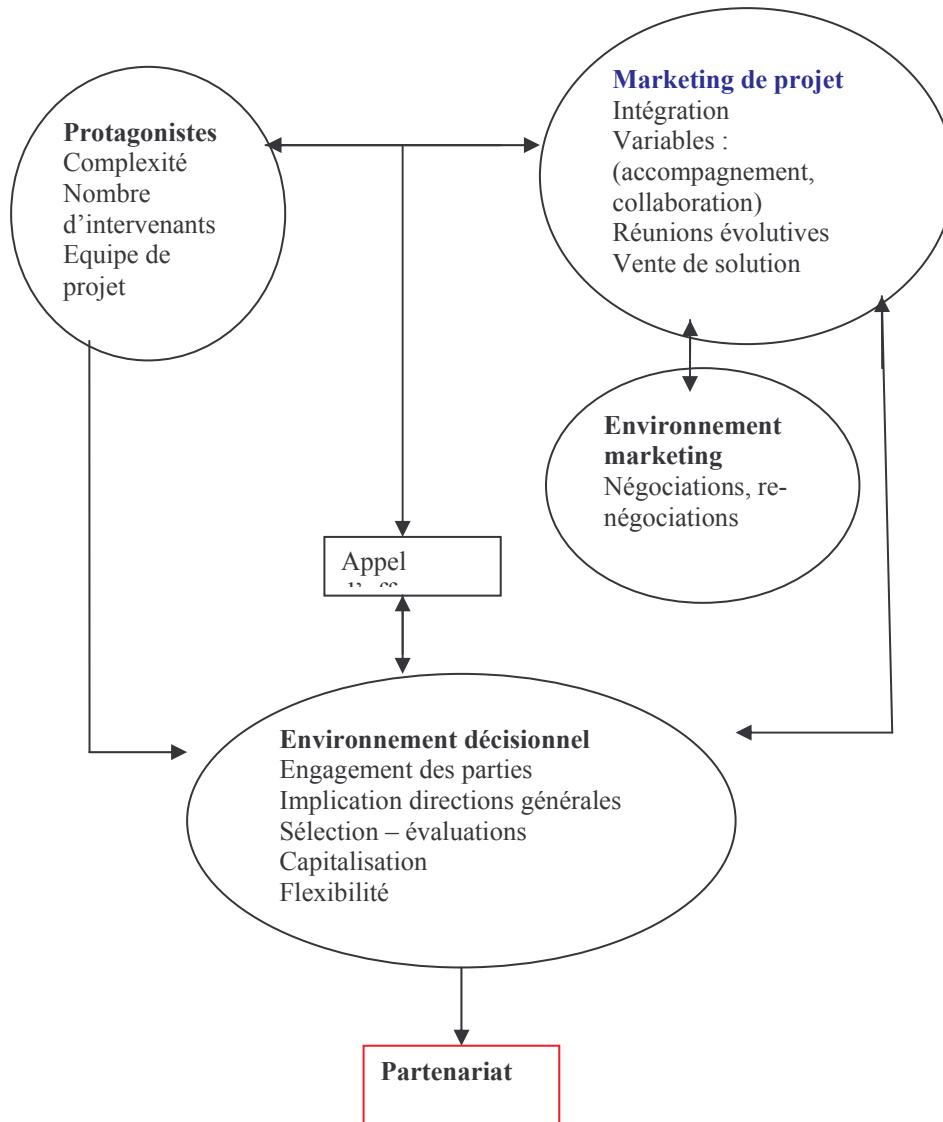 Protagonistes
Complexité
Nombre
d'intervenants
Equipe de
projet
Marketing de projet
Intégration
Variables :
(accompagnement,
collaboration)
Réunions évolutives
Vente de solution
Environnement
marketing
Négociations, re-
négociations
Appel
Environnement décisionnel
Engagement des parties
Implication directions générales
Sélection – évaluations
Capitalisation
Flexibilité
Partenariat